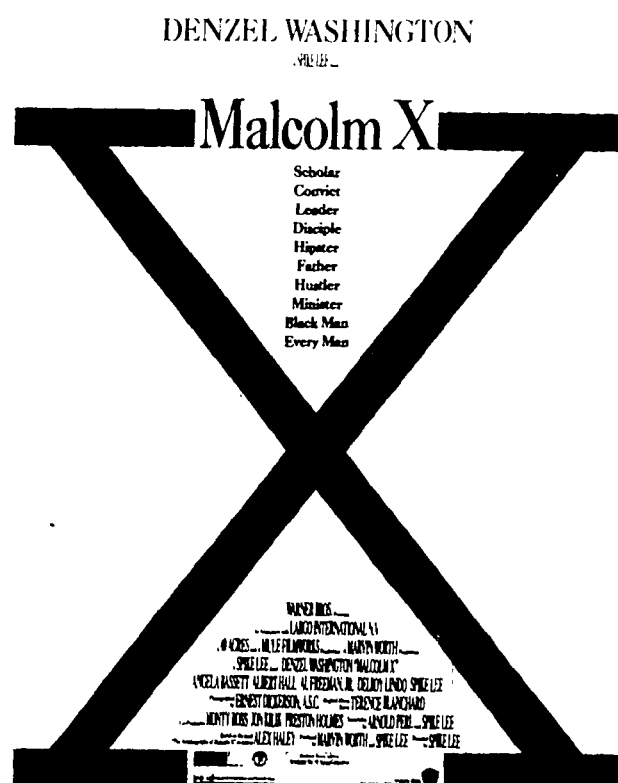 DENZEL WASHINGTON
SPIKE LEE
Malcolm X
Scholar
Convict
Leader
Disciple
Hipster
Father
Hustler
Minister
Black Man
Every Man
WARNER BROS.
LARGO INTERNATIONAL N.V.
40 ACRES MULE FILMWORKS MARVIN WORTH
SPIKE LEE DENZEL WASHINGTON "MALCOLM X"
ANGELA BASSETT ALBERT HALL AL FREEMAN, JR. DELROY LINDO SPIKE LEE
ERNEST DICKERSON, A.S.C. TERENCE BLANCHARD
MONTY ROSS JON KILIK PRESTON HOLMES ARNOLD PERL SPIKE LEE
ALEX HALEY MARVIN WORTH SPIKE LEE SPIKE LEE